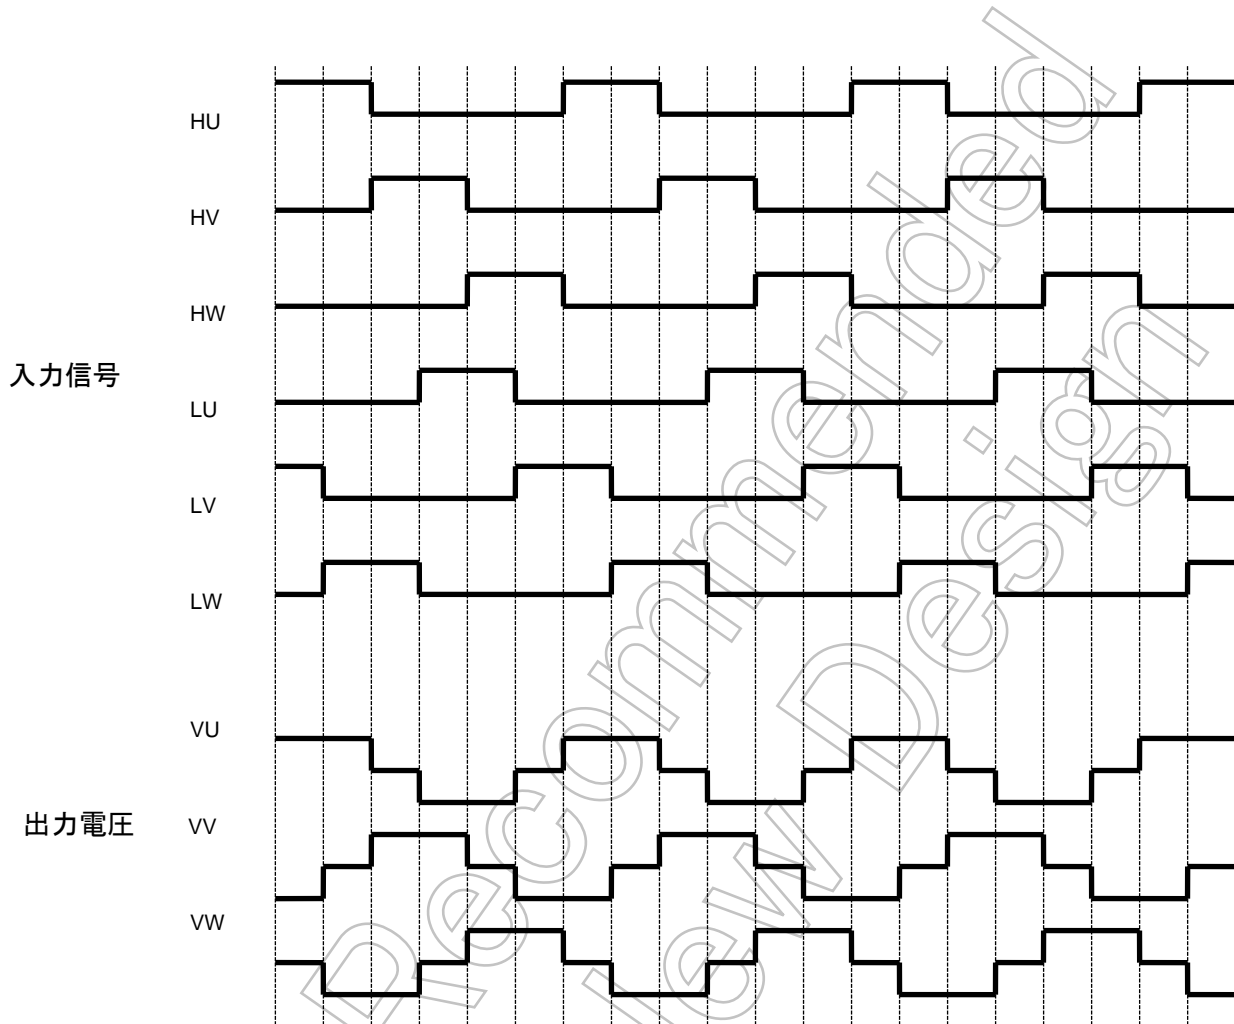 HU
HV
HW
入力信号
LU
LV
LW
VU
出力電圧
VV
VW
Recommended
New Design